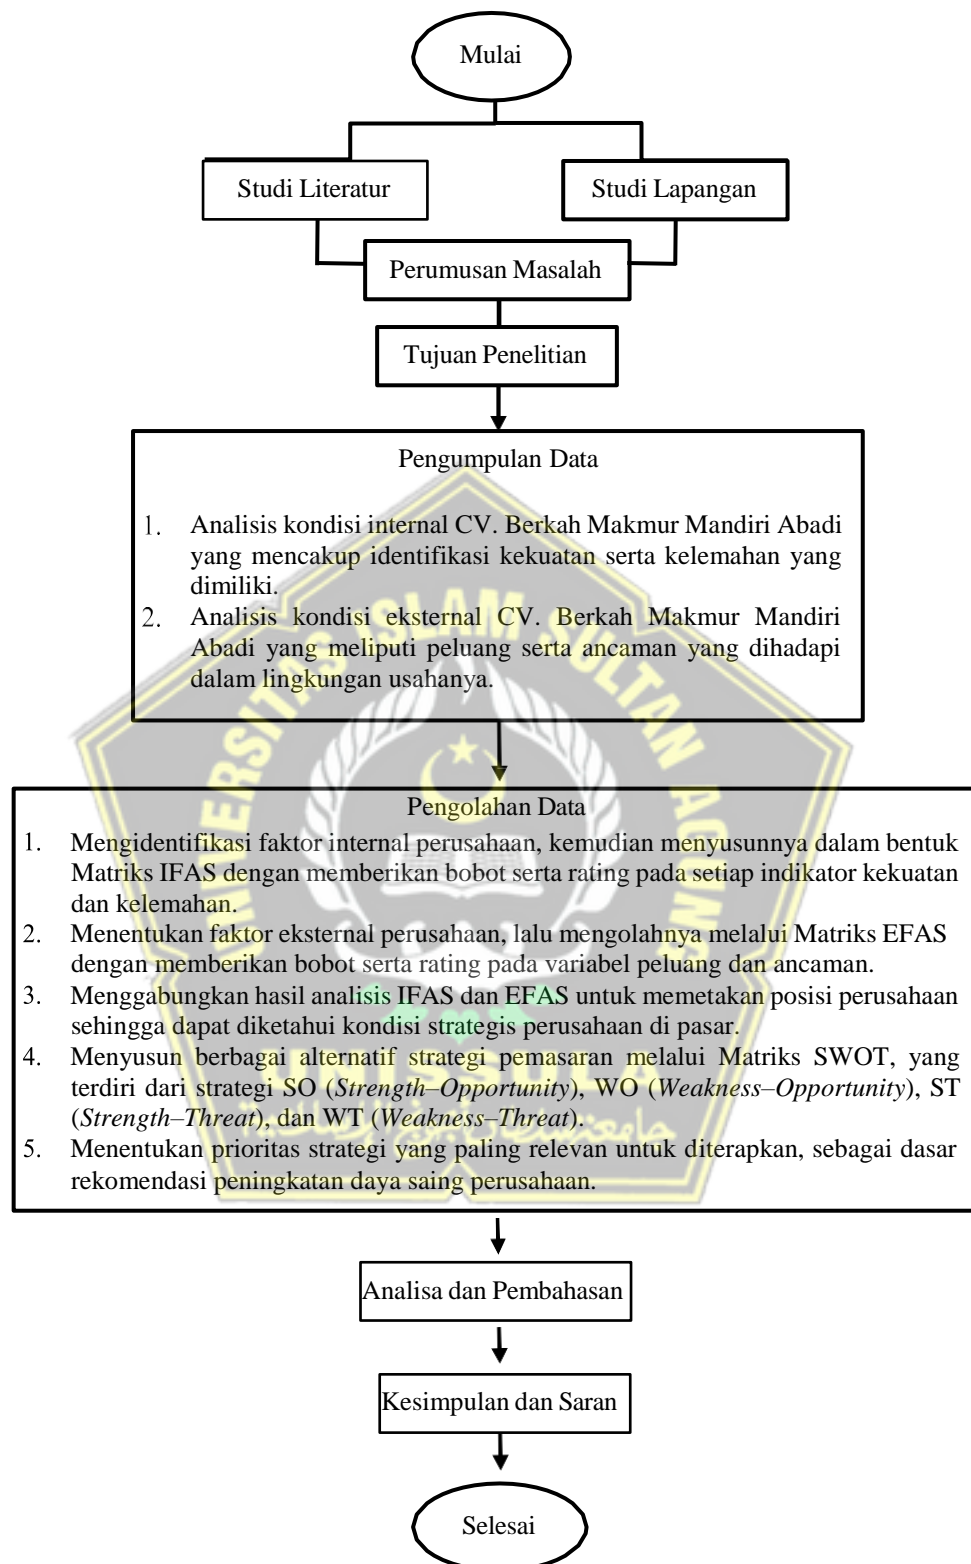 Mulai
Studi Literatur
Studi Lapangan
Perumusan Masalah
Tujuan Penelitian
Pengumpulan Data
1. Analisis kondisi internal CV. Berkah Makmur Mandiri Abadi
yang mencakup identifikasi kekuatan serta kelemahan yang
dimiliki.
2. Analisis kondisi eksternal CV. Berkah Makmur Mandiri
Abadi yang meliputi peluang serta ancaman yang dihadapi
dalam lingkungan usahanya.
UNIVERSITAS ISLAM SULTAN AGUNG
Pengolahan Data
1. Mengidentifikasi faktor internal perusahaan, kemudian menyusunnya dalam bentuk
Matriks IFAS dengan memberikan bobot serta rating pada setiap indikator kekuatan
dan kelemahan.
2. Menentukan faktor eksternal perusahaan, lalu mengolahnya melalui Matriks EFAS
dengan memberikan bobot serta rating pada variabel peluang dan ancaman.
3. Menggabungkan hasil analisis IFAS dan EFAS untuk memetakan posisi perusahaan
sehingga dapat diketahui kondisi strategis perusahaan di pasar.
4. Menyusun berbagai alternatif strategi pemasaran melalui Matriks SWOT, yang
terdiri dari strategi SO (Strength–Opportunity), WO (Weakness–Opportunity), ST
(Strength–Threat), dan WT (Weakness–Threat).
5. Menentukan prioritas strategi yang paling relevan untuk diterapkan, sebagai dasar
rekomendasi peningkatan daya saing perusahaan.
UNISSULA
Analisa dan Pembahasan
Kesimpulan dan Saran
Selesai